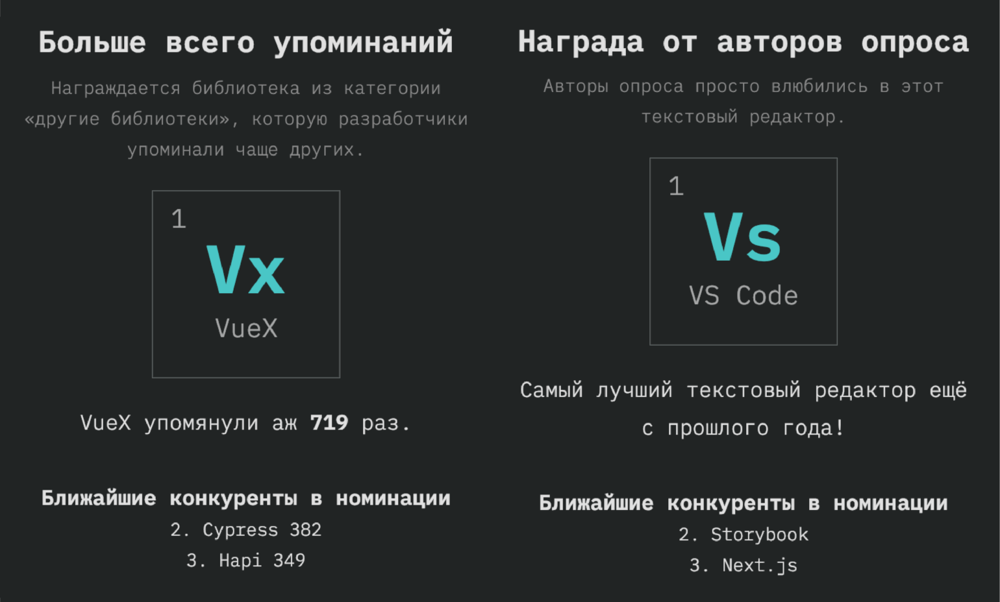 Больше всего упоминаний
Награждается библиотека из категории
«другие библиотеки», которую разработчики
упоминали чаще других.
1
Vx
VueX
VueX упомянули аж 719 раз.
Ближайшие конкуренты в номинации
2. Cypress 382
3. Hapi 349
Награда от авторов опроса
Авторы опроса просто влюбились в этот
текстовый редактор.
1
Vs
VS Code
Самый лучший текстовый редактор ещё
с прошлого года!
Ближайшие конкуренты в номинации
2. Storybook
3. Next.js